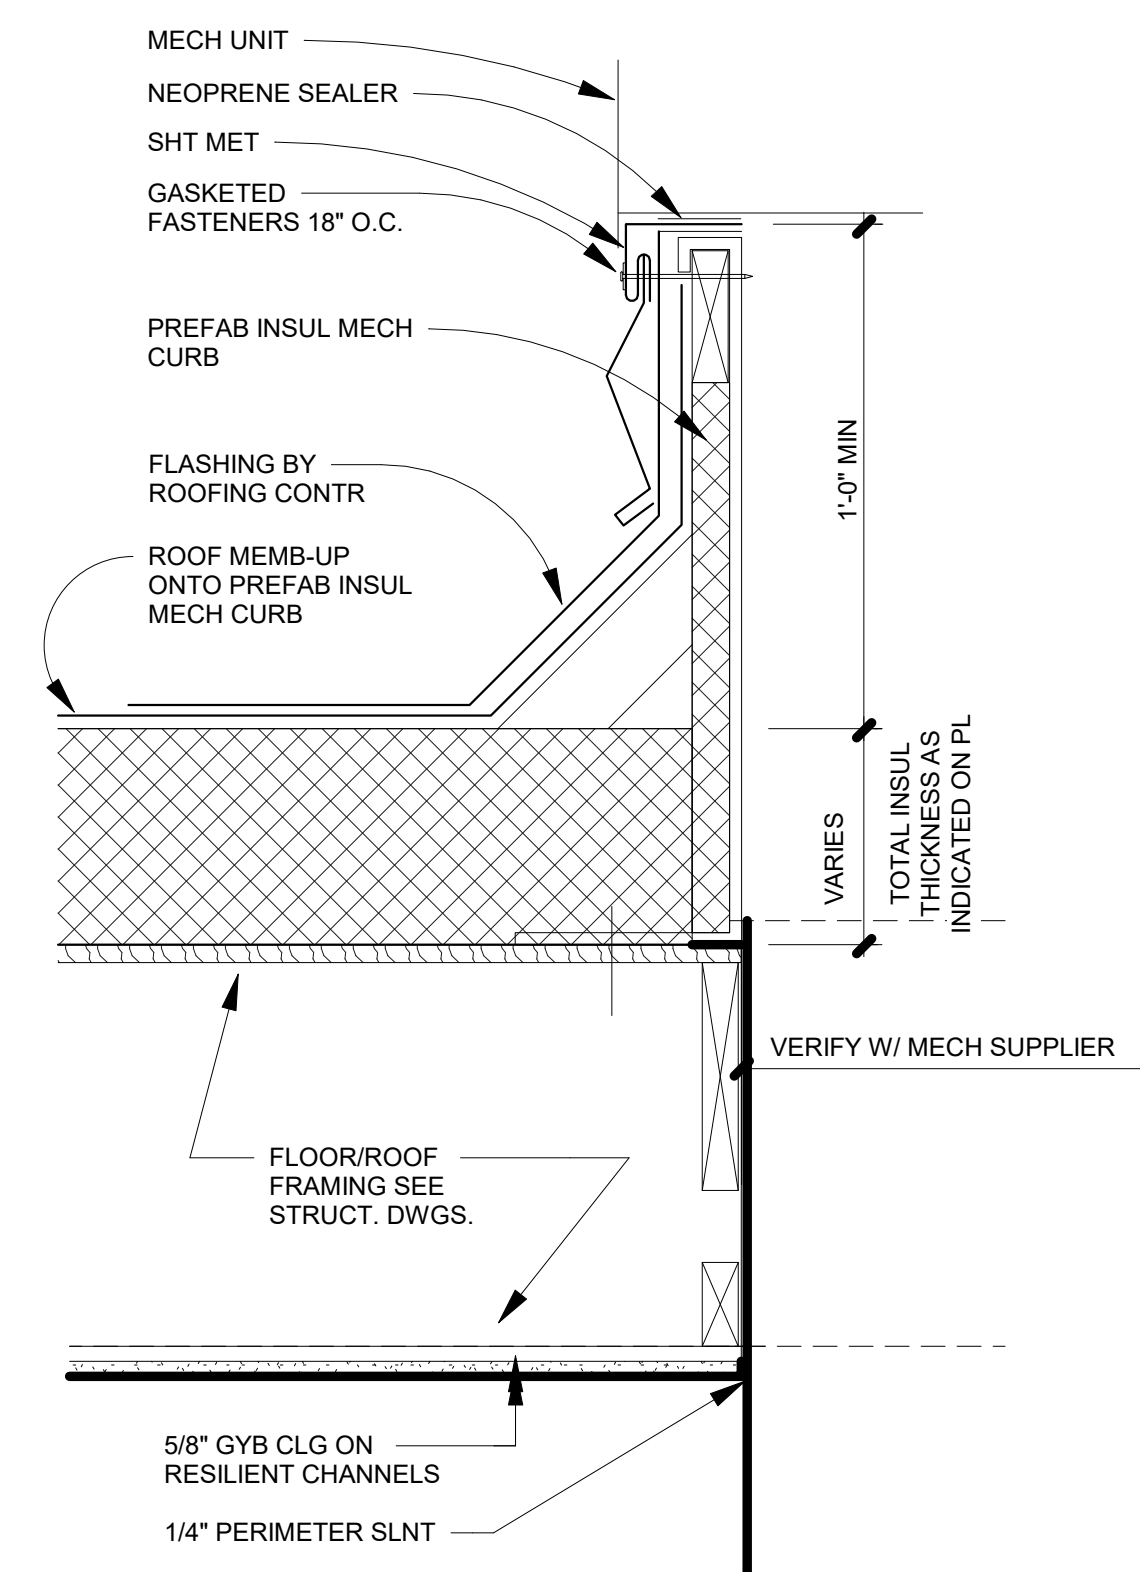 MECH UNIT
NEOPRENE SEALER
SHT MET
GASKETED
FASTENERS 18" O.C.
PREFAB INSUL MECH
CURB
FLASHING BY
ROOFING CONTR
ROOF MEMB-UP
ONTO PREFAB INSUL
MECH CURB
1'-0" MIN
VARIES
TOTAL INSUL
THICKNESS AS
INDICATED ON PL
VERIFY W/ MECH SUPPLIER
FLOOR/ROOF
FRAMING SEE
STRUCT. DWGS.
5/8" GYB CLG ON
RESILIENT CHANNELS
1/4" PERIMETER SLNT